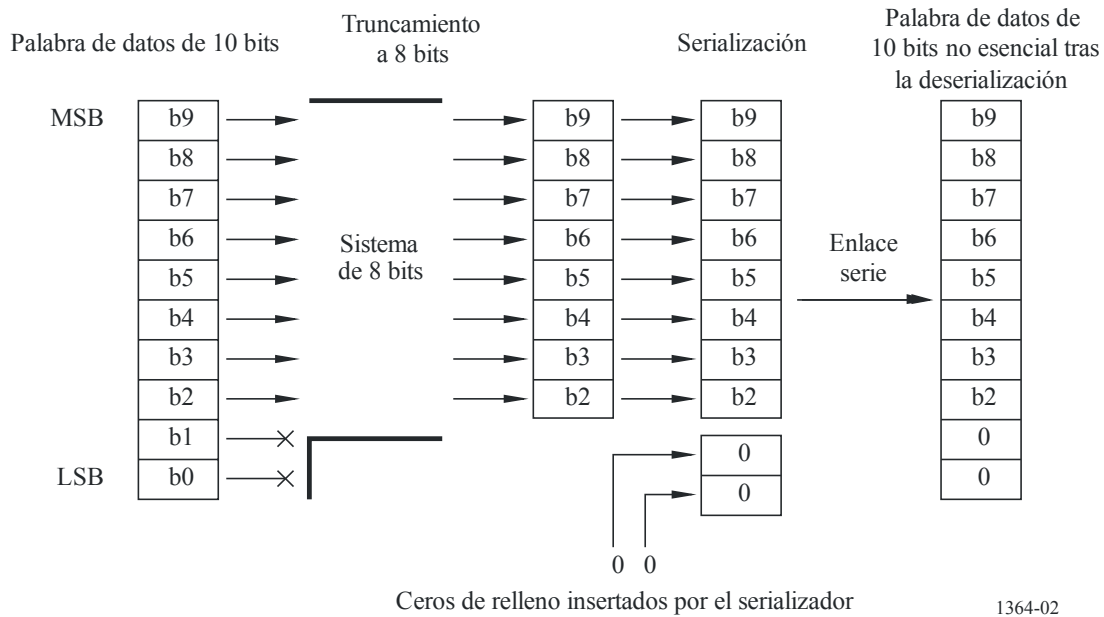 Palabra de datos de 10 bits
Truncamiento
a 8 bits
Serialización
Palabra de datos de
10 bits no esencial tras
la deserialización
MSB
b9
b9
b9
b9
b8
b8
b8
b8
b7
b7
b7
b7
b6
Sistema
de 8 bits
b6
b6
Enlace
serie
b6
b5
b5
b5
b5
b4
b4
b4
b4
b3
b3
b3
b3
b2
b2
b2
b2
b1
0
0
LSB
b0
0
0
0 0
Ceros de relleno insertados por el serializador
1364-02